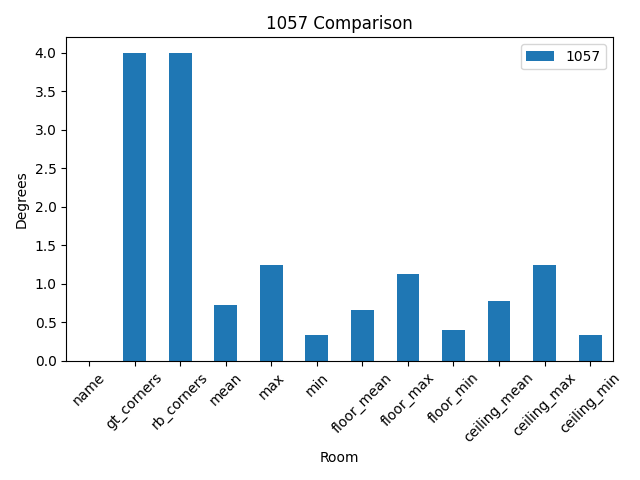 1057 Comparison
1057
Degrees
4.0
3.5
3.0
2.5
2.0
1.5
1.0
0.5
0.0
name
gt_corners
rb_corners
mean
max
min
floor_mean
floor_max
floor_min
ceiling_mean
ceiling_max
ceiling_min
Room